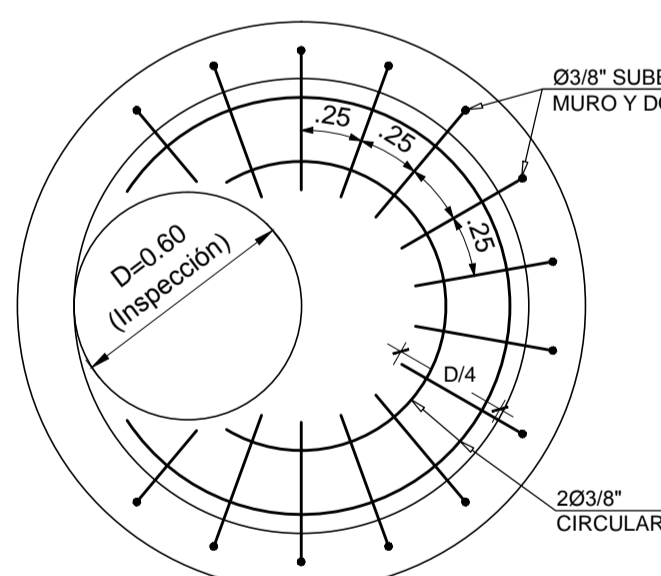 Ø3/8" SUBE
MURO Y DO
.25
.25
.25
D=0.60
(Inspección)
D/4
2Ø3/8"
CIRCULAR